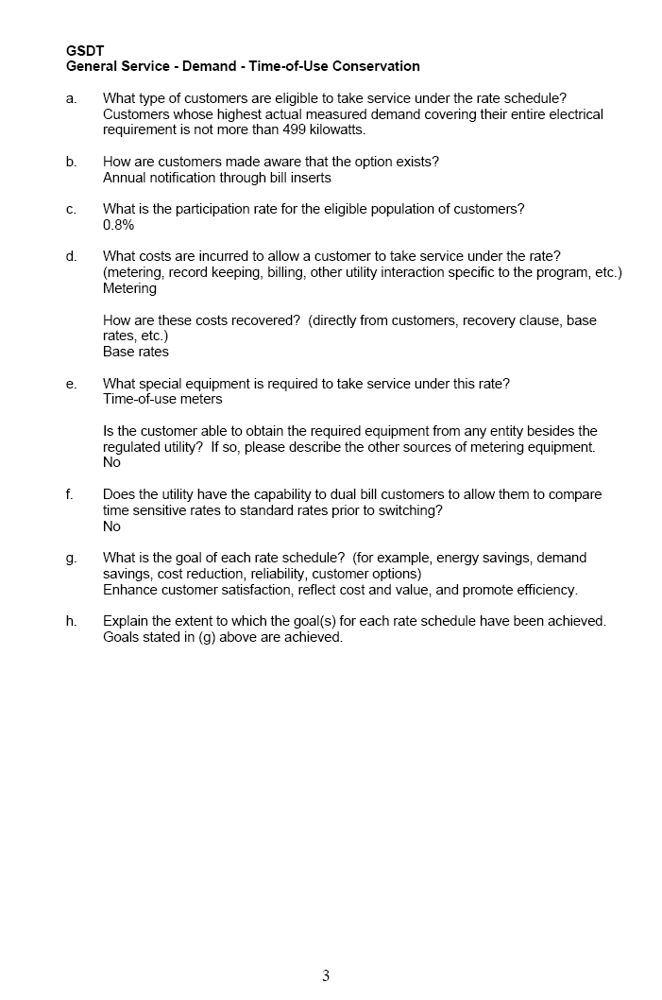 GSDT
General Service - Demand - Time-of-Use Conservation
a. What type of customers are eligible to take service under the rate schedule?
Customers whose highest actual measured demand covering their entire electrical
requirement is not more than 499 kilowatts.
b. How are customers made aware that the option exists?
Annual notification through bill inserts
c. What is the participation rate for the eligible population of customers?
0.8%
d. What costs are incurred to allow a customer to take service under the rate?
(metering, record keeping, billing, other utility interaction specific to the program, etc.)
Metering
How are these costs recovered?  (directly from customers, recovery clause, base
rates, etc.)
Base rates
e. What special equipment is required to take service under this rate?
Time-of-use meters
Is the customer able to obtain the required equipment from any entity besides the
regulated utility?  If so, please describe the other sources of metering equipment.
No
f. Does the utility have the capability to dual bill customers to allow them to compare
time sensitive rates to standard rates prior to switching?
No
g. What is the goal of each rate schedule?  (for example, energy savings, demand
savings, cost reduction, reliability, customer options)
Enhance customer satisfaction, reflect cost and value, and promote efficiency.
h. Explain the extent to which the goal(s) for each rate schedule have been achieved.
Goals stated in (g) above are achieved.
3